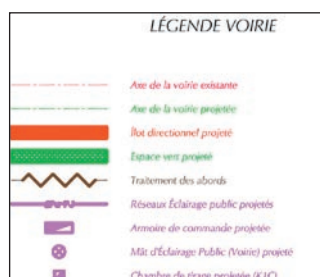 LÉGENDE VOIRIE
Axe de la voirie existante
Axe de la voirie projetée
Îlot directionnel projeté
Espace vert projeté
Traitement des abords
Réseaux Éclairage public projetés
Armoire de commande projetée
Mât d'Éclairage Public (Voirie) projeté
Chambre de tirage projetée (K1C)